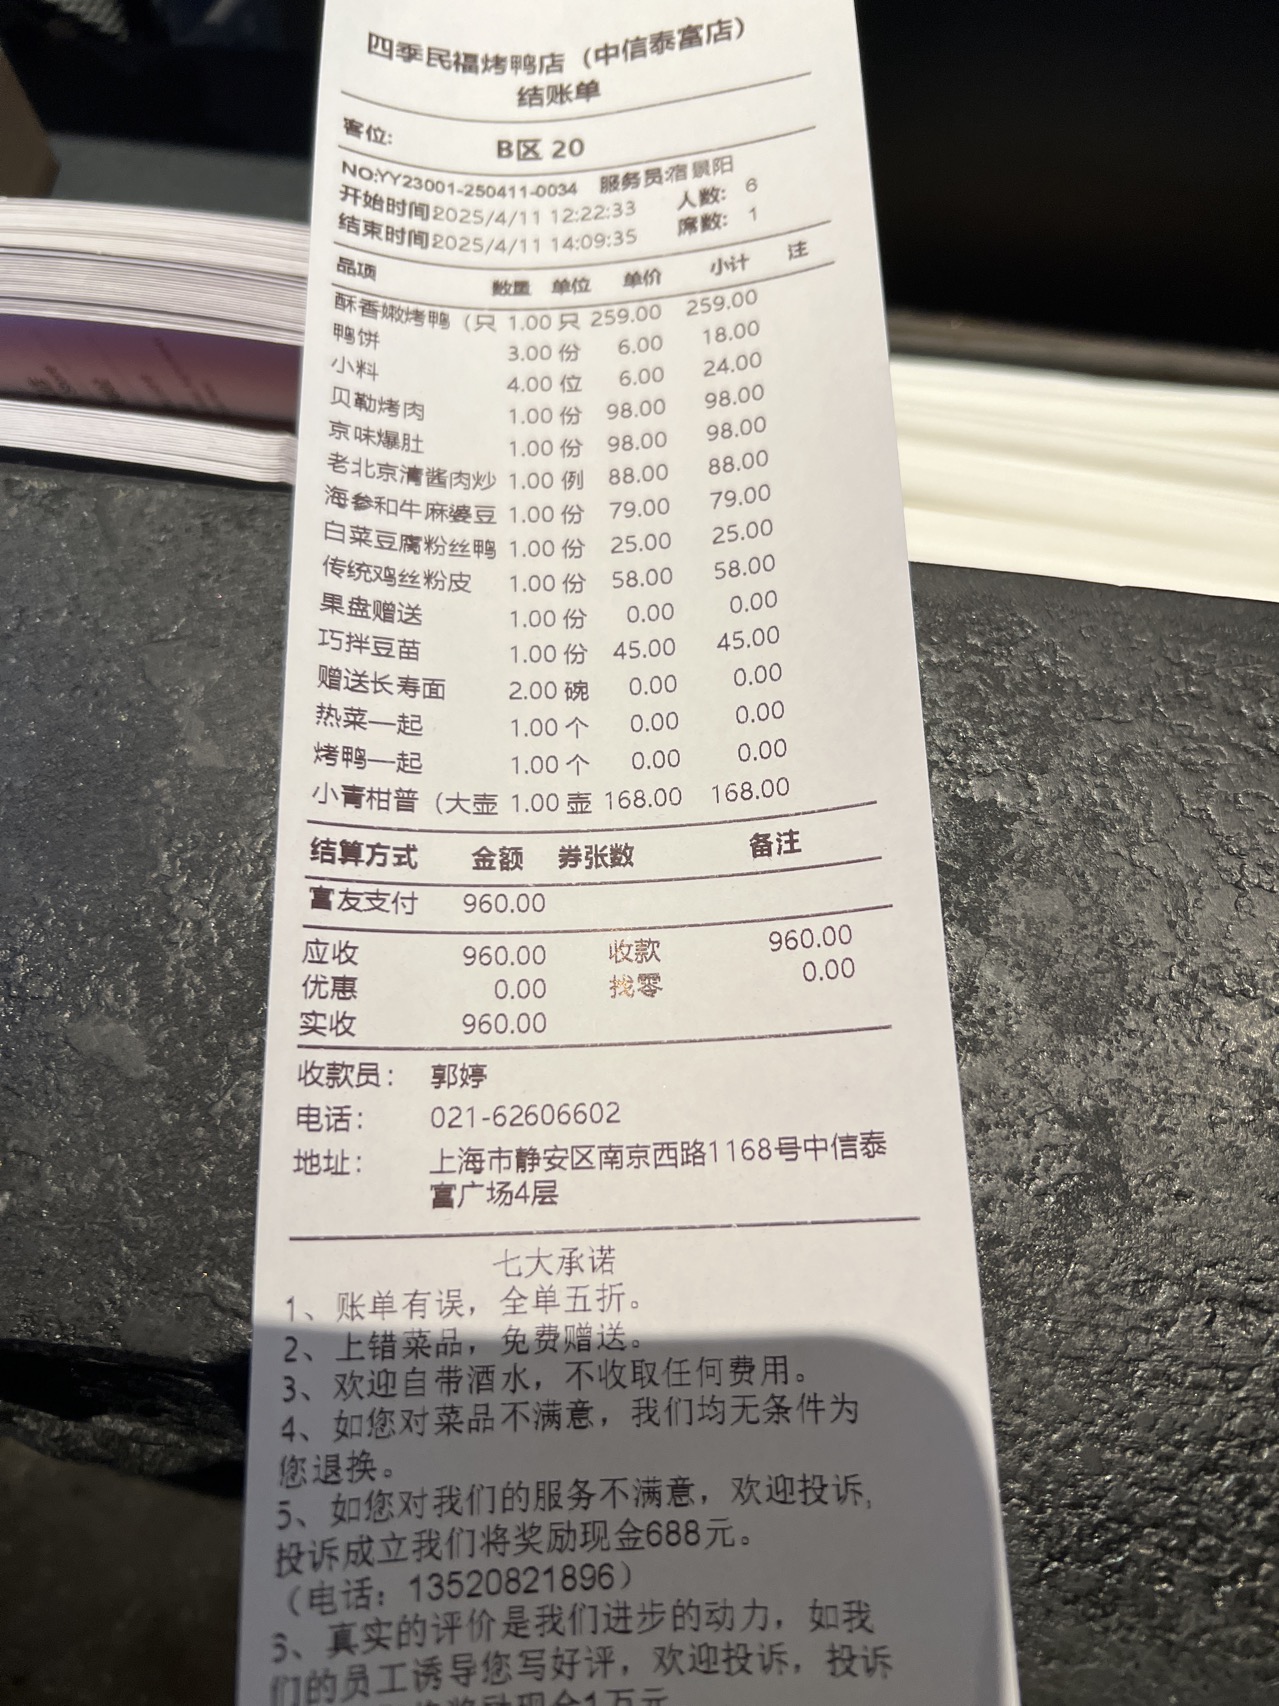 四季民福烤鸭店（中信泰富店）
结账单
客位: B区 20
NO:YY23001-250411-0034 服务员:宿景阳
开始时间2025/4/11 12:22:33 人数: 6
结束时间2025/4/11 14:09:35 席数: 1
品项 数量 单位 单价 小计 注
酥香嫩烤鸭（只 1.00 只 259.00 259.00
鸭饼 3.00 份 6.00 18.00
小料 4.00 位 6.00 24.00
贝勒烤肉 1.00 份 98.00 98.00
京味爆肚 1.00 份 98.00 98.00
老北京清酱肉炒 1.00 例 88.00 88.00
海参和牛麻婆豆 1.00 份 79.00 79.00
白菜豆腐粉丝鸭 1.00 份 25.00 25.00
传统鸡丝粉皮 1.00 份 58.00 58.00
果盘赠送 1.00 份 0.00 0.00
巧拌豆苗 1.00 份 45.00 45.00
赠送长寿面 2.00 碗 0.00 0.00
热菜一起 1.00 个 0.00 0.00
烤鸭一起 1.00 个 0.00 0.00
小青柑普（大壶 1.00 壶 168.00 168.00
结算方式 金额 券张数 备注
富友支付 960.00
应收 960.00 收款 960.00
优惠 0.00 找零 0.00
实收 960.00
收款员： 郭婷
电话： 021-62606602
地址： 上海市静安区南京西路1168号中信泰
富广场4层
七大承诺
1、账单有误，全单五折。
2、上错菜品，免费赠送。
3、欢迎自带酒水，不收取任何费用。
4、如您对菜品不满意，我们均无条件为
您退换。
5、如您对我们的服务不满意，欢迎投诉，
投诉成立我们将奖励现金688元。
（电话：13520821896）
6、真实的评价是我们进步的动力，如我
们的员工诱导您写好评，欢迎投诉，投诉
奖励现金1万元